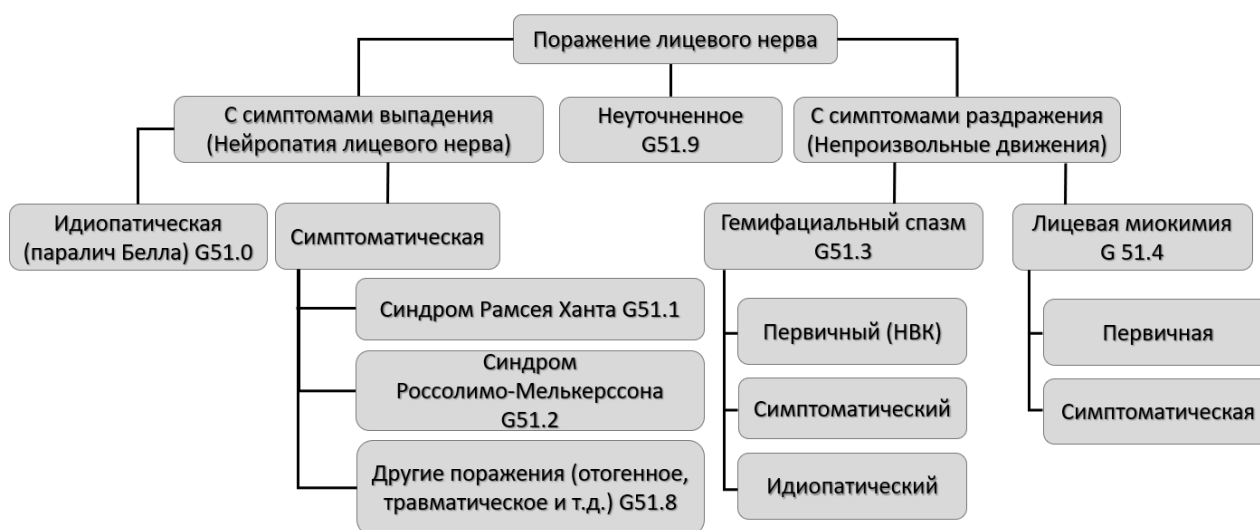 Поражение лицевого нерва
С симптомами выпадения
(Нейропатия лицевого нерва)
Неуточненное
G51.9
С симптомами раздражения
(Непроизвольные движения)
Идиопатическая
(паралич Белла) G51.0
Симптоматическая
Гемифациальный спазм
G51.3
Лицевая миокимия
G 51.4
Синдром Рамсея Ханта G51.1
Синдром
Россолимо-Мелькерссона
G51.2
Другие поражения (отогенное,
травматическое и т.д.) G51.8
Первичный (НВК)
Симптоматический
Идиопатический
Первичная
Симптоматическая